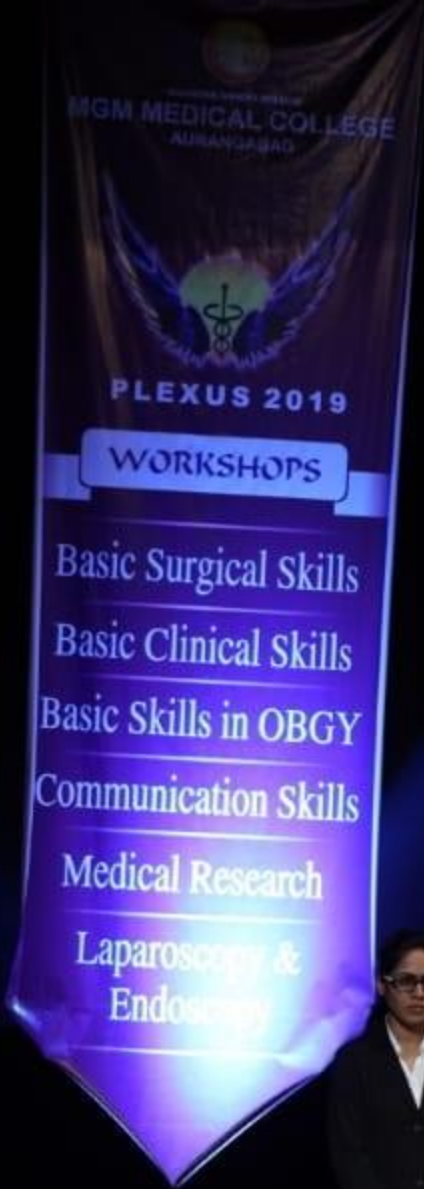 MGM MEDICAL COLLEGE
AURANGABAD
PLEXUS 2019
WORKSHOPS
Basic Surgical Skills
Basic Clinical Skills
Basic Skills in OBGY
Communication Skills
Medical Research
Laparoscopy &
Endoscopy